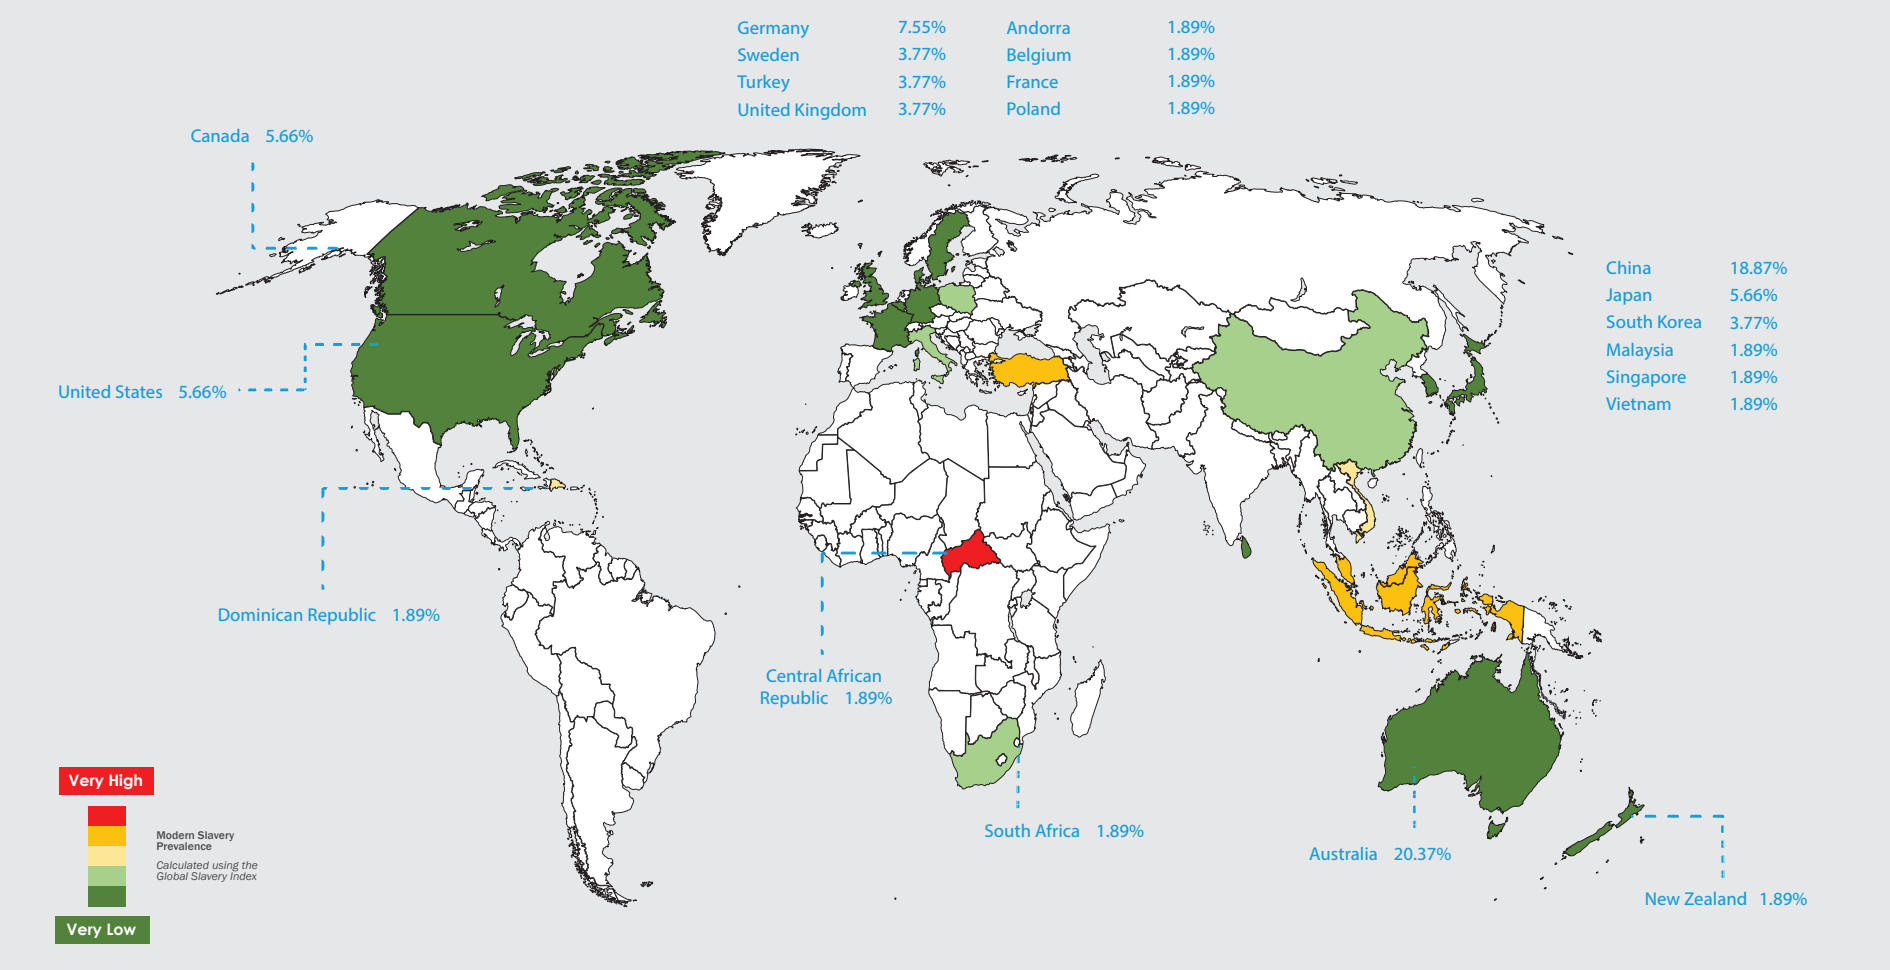 Germany 7.55% Andorra 1.89%
Sweden 3.77% Belgium 1.89%
Turkey 3.77% France 1.89%
United Kingdom 3.77% Poland 1.89%
Canada 5.66%
China 18.87%
Japan 5.66%
South Korea 3.77%
Malaysia 1.89%
Singapore 1.89%
Vietnam 1.89%
United States 5.66%
Dominican Republic 1.89%
Central African
Republic 1.89%
South Africa 1.89%
Australia 20.37%
New Zealand 1.89%
Very High
Modern Slavery
Prevalence
Calculated using the
Global Slavery Index
Very Low